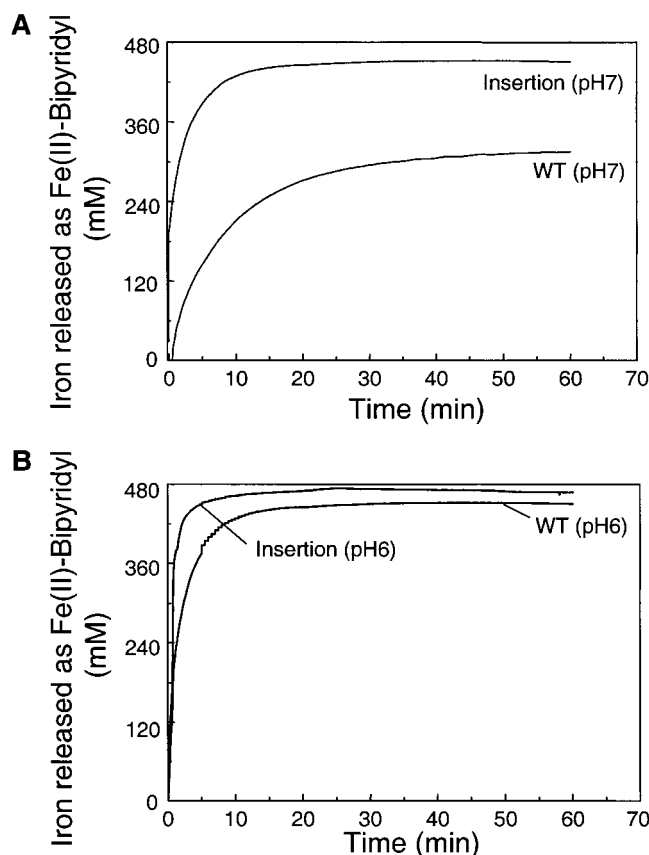 A
Iron released as Fe(II)-Bipyridyl
(mM)
480
360
240
120
0
Insertion (pH7)
WT (pH7)
0 10 20 30 40 50 60 70
Time (min)
B
Iron released as Fe(II)-Bipyridyl
(mM)
480
360
240
120
0
Insertion (pH6)
WT (pH6)
0 10 20 30 40 50 60 70
Time (min)